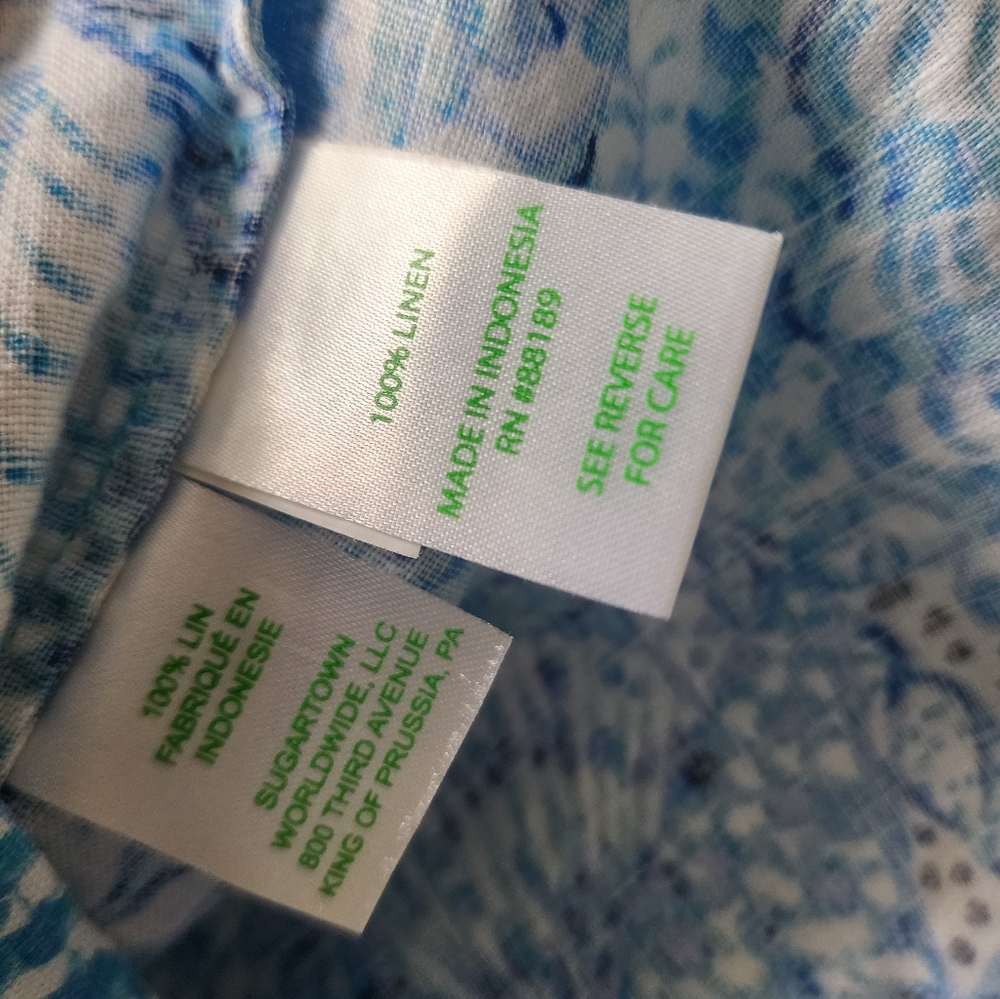 100% LINEN
MADE IN INDONESIA
RN #88189
SEE REVERSE
FOR CARE
100% LIN
FABRIQUÉ EN
INDONESIE
SUGARTOWN
WORLDWIDE, LLC
800 THIRD AVENUE
KING OF PRUSSIA, PA